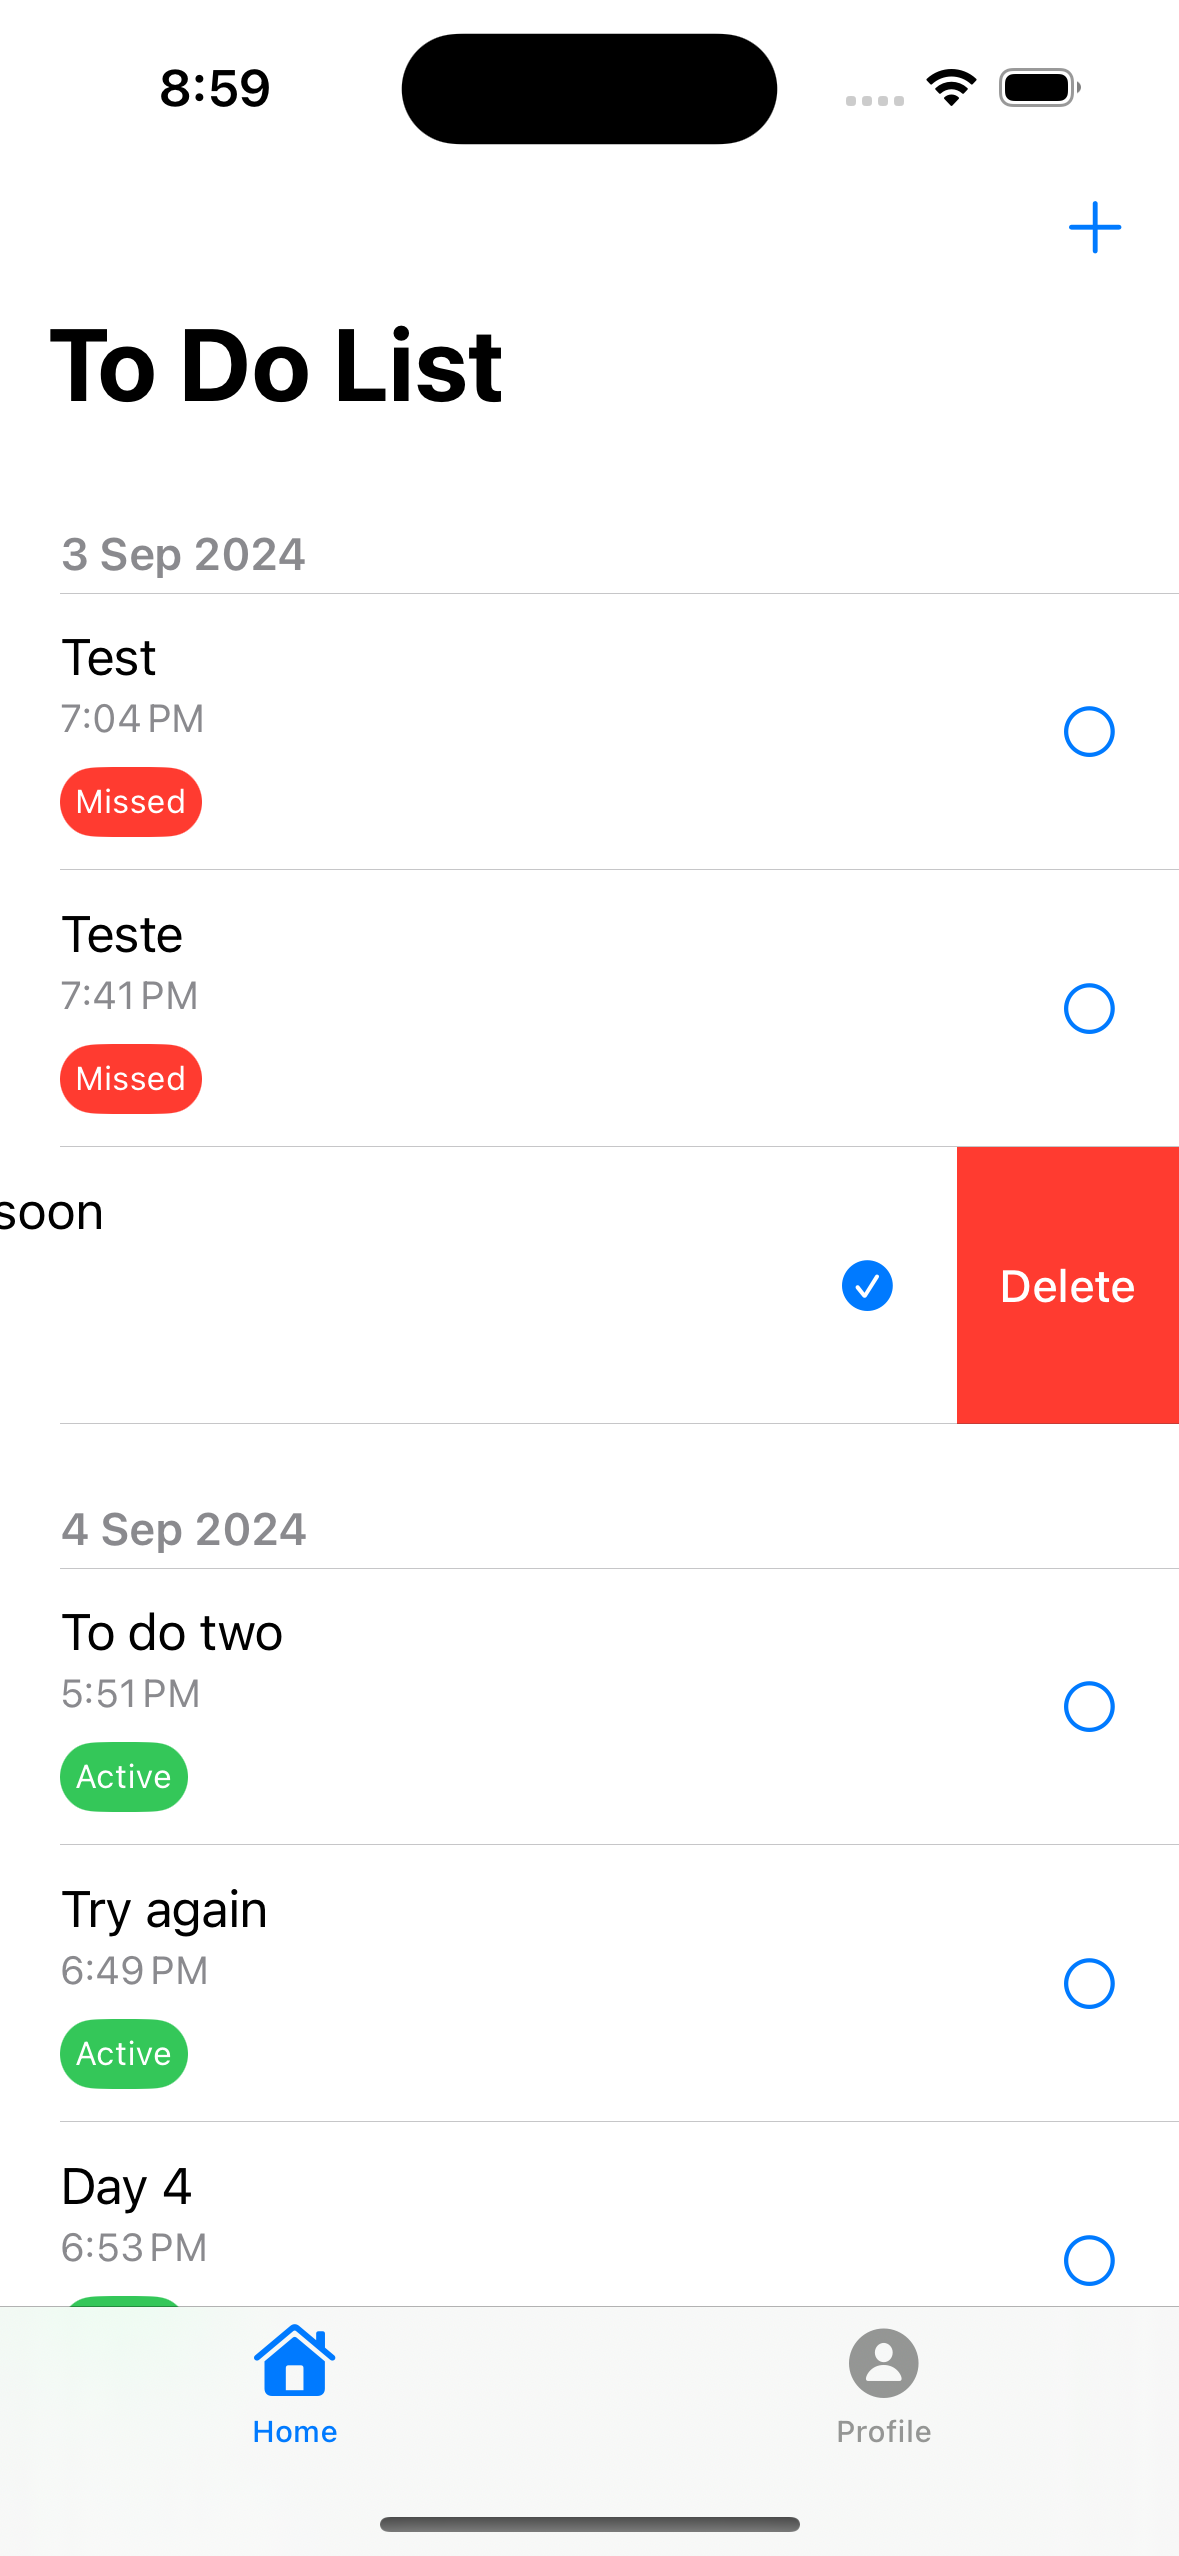 8:59
To Do List
3 Sep 2024
Test
7:04 PM
Missed
Teste
7:41 PM
Missed
soon
Delete
4 Sep 2024
To do two
5:51 PM
Active
Try again
6:49 PM
Active
Day 4
6:53 PM
Home
Profile